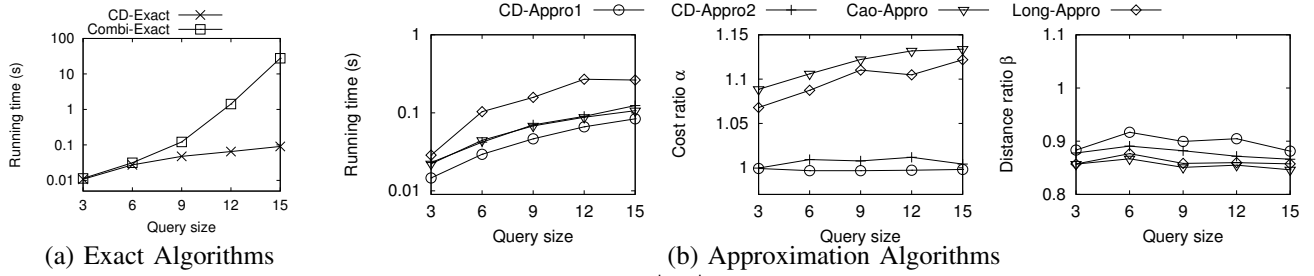 CD-Exact
Combi-Exact
100
10
1
0.1
0.01
Running time (s)
3 6 9 12 15
Query size
(a) Exact Algorithms
CD-Appro1 CD-Appro2 Cao-Appro Long-Appro
1
0.1
0.01
Running time (s)
3 6 9 12 15
Query size
1.15
1.1
1.05
1
Cost ratio α
3 6 9 12 15
Query size
1.1
1
0.9
0.8
Distance ratio β
3 6 9 12 15
Query size
(b) Approximation Algorithms